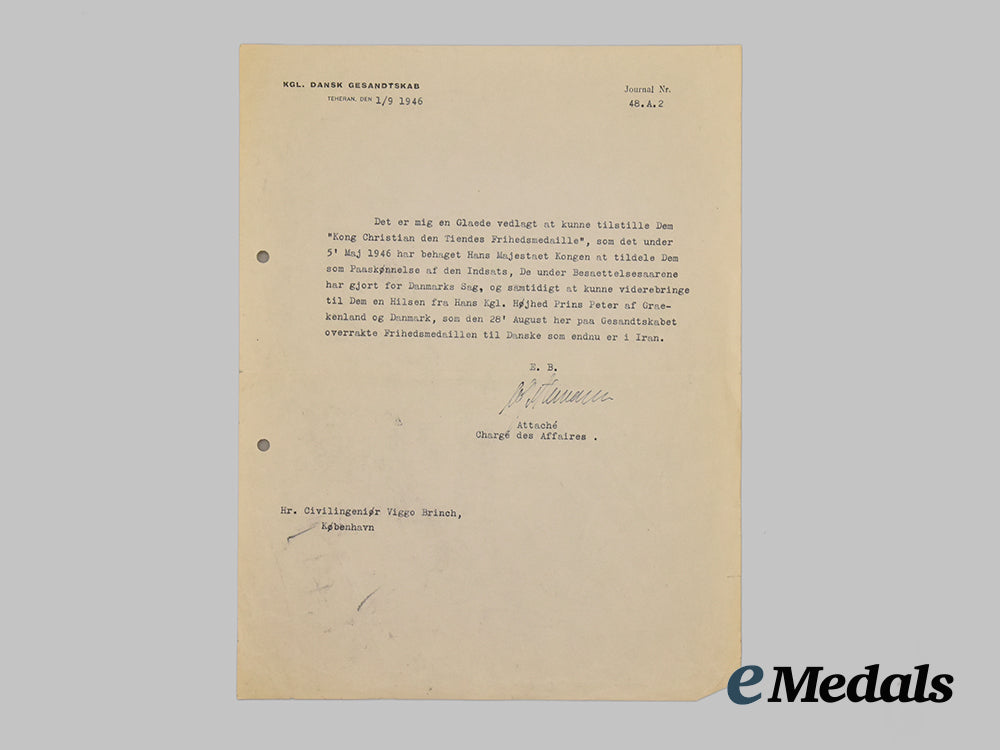 KGL. DANSK GESANDTSKAB
TEHERAN, DEN 1/9 1946
Journal Nr.
48.A.2
Det er mig en Glaede vedlagt at kunne tilstille Dem
"Kong Christian den Tiendes Frihedsmedaille", som det under
5' Maj 1946 har behaget Hans Majestaet Kongen at tildele Dem
som Paaskønnelse af den Indsats, De under Besaettelsesaarene
har gjort for Danmarks Sag, og samtidigt at kunne viderebringe
til Dem en Hilsen fra Hans Kgl. Højhed Prins Peter af Grae-
kenland og Danmark, som den 28' August her paa Gesandtskabet
overrakte Frihedsmedaillen til Danske som endnu er i Iran.
E. B.
Attaché
Chargé des Affaires .
Hr. Civilingeniør Viggo Brinch,
København
eMedals